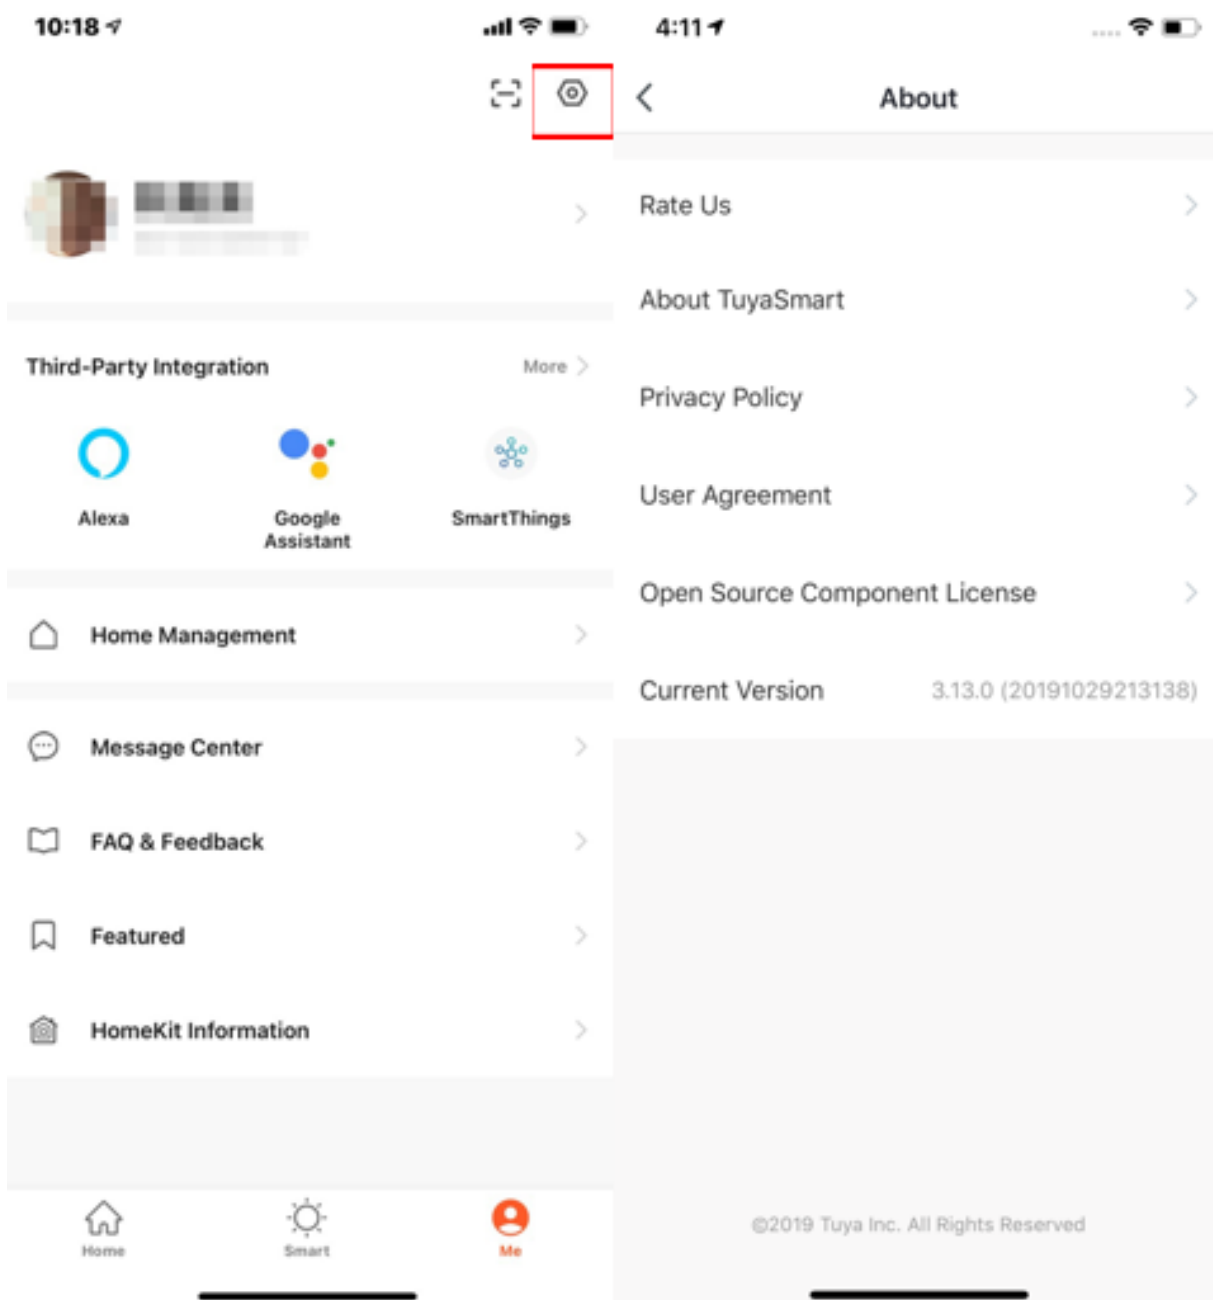 10:18
Third-Party Integration
More
Alexa
Google
Assistant
SmartThings
Home Management
Message Center
FAQ & Feedback
Featured
HomeKit Information
Home
Smart
Me
4:11
About
Rate Us
About TuyaSmart
Privacy Policy
User Agreement
Open Source Component License
Current Version 3.13.0 (20191029213138)
©2019 Tuya Inc. All Rights Reserved